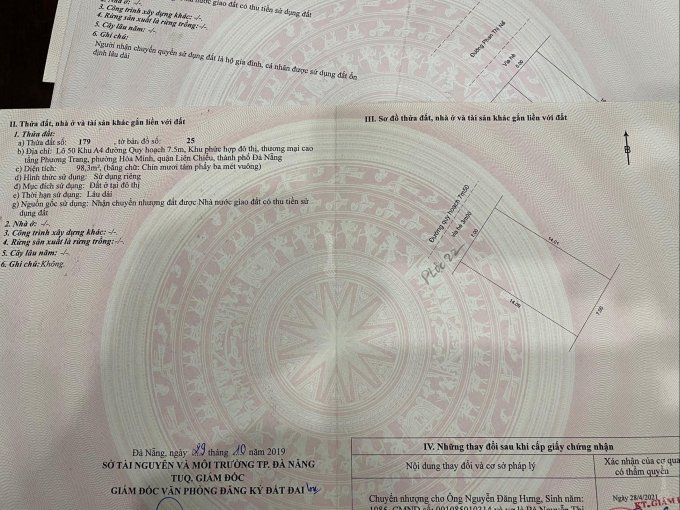 nước giao đất có thu tiền sử dụng đất
2. Nhà ở: -/-
3. Công trình xây dựng khác: -/-
4. Rừng sản xuất là rừng trồng: -/-
5. Cây lâu năm: -/-
6. Ghi chú:
Người nhận chuyển quyền sử dụng đất là hộ gia đình, cá nhân được sử dụng đất ổn
định lâu dài
Đường Phan Thị Nể
Vỉa hè
5.00
II. Thửa đất, nhà ở và tài sản khác gắn liền với đất
1. Thửa đất:
a) Thửa đất số: 179 , tờ bản đồ số: 25
b) Địa chỉ: Lô 50 Khu A4 đường Quy hoạch 7.5m, Khu phức hợp đô thị, thương mại cao
tầng Phương Trang, phường Hòa Minh, quận Liên Chiểu, thành phố Đà Nẵng
c) Diện tích: 98,3m², (bằng chữ: Chín mươi tám phẩy ba mét vuông)
d) Hình thức sử dụng: Sử dụng riêng
đ) Mục đích sử dụng: Đất ở tại đô thị
e) Thời hạn sử dụng: Lâu dài
g) Nguồn gốc sử dụng: Nhận chuyển nhượng đất được Nhà nước giao đất có thu tiền sử
dụng đất
2. Nhà ở: -/-
3. Công trình xây dựng khác: -/-
4. Rừng sản xuất là rừng trồng: -/-
5. Cây lâu năm: -/-
6. Ghi chú: Không.
III. Sơ đồ thửa đất, nhà ở và tài sản khác gắn liền với đất
B
Đường quy hoạch 7m50
Vỉa hè
7.00
14.01
14.09
7.00
Đà Nẵng, ngày 29 tháng 10 năm 2019
SỞ TÀI NGUYÊN VÀ MÔI TRƯỜNG TP. ĐÀ NẴNG
TUQ. GIÁM ĐỐC
GIÁM ĐỐC VĂN PHÒNG ĐĂNG KÝ ĐẤT ĐAI
IV. Những thay đổi sau khi cấp giấy chứng nhận
Nội dung thay đổi và cơ sở pháp lý
Xác nhận của cơ qua
có thẩm quyền
Chuyển nhượng cho Ông Nguyễn Đăng Hưng, Sinh năm:
Ngày 28/4/2021
KT.GIÁM